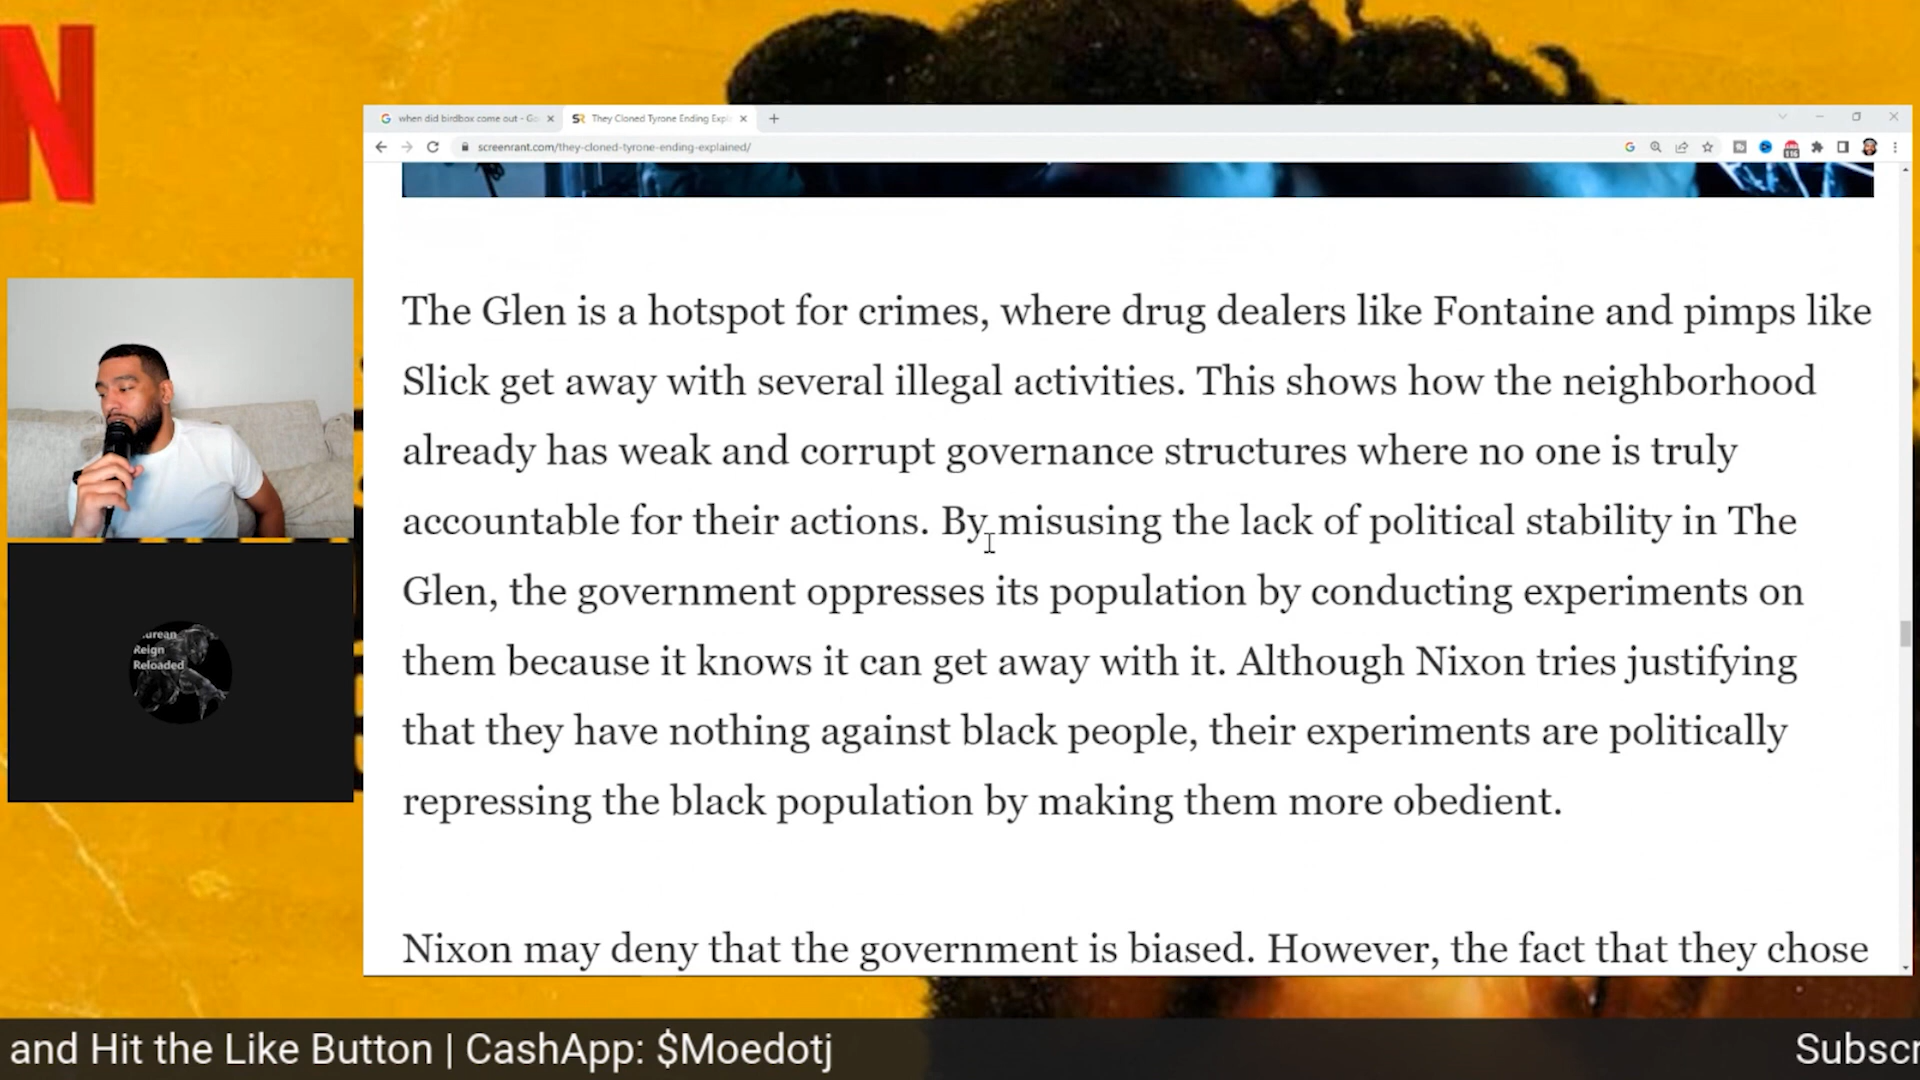 N
when did birdbox come out - Go
They Cloned Tyrone Ending Expl
screenrant.com/they-cloned-tyrone-ending-explained/
116
The Glen is a hotspot for crimes, where drug dealers like Fontaine and pimps like
Slick get away with several illegal activities. This shows how the neighborhood
already has weak and corrupt governance structures where no one is truly
accountable for their actions. By misusing the lack of political stability in The
Glen, the government oppresses its population by conducting experiments on
them because it knows it can get away with it. Although Nixon tries justifying
that they have nothing against black people, their experiments are politically
repressing the black population by making them more obedient.
Nixon may deny that the government is biased. However, the fact that they chose
urean
Reign
Reloaded
and Hit the Like Button | CashApp: $Moedotj
Subscr